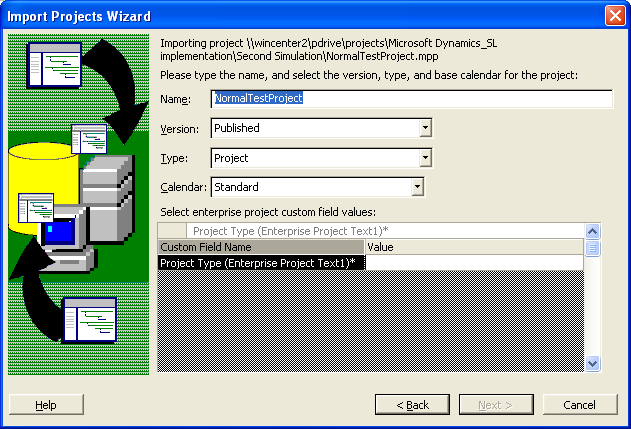 Import Projects Wizard
Importing project \\wincenter2\pdrive\projects\Microsoft Dynamics_SL
implementation\Second Simulation\NormalTestProject.mpp
Please type the name, and select the version, type, and base calendar for the project:
Name: NormalTestProject
Version: Published
Type: Project
Calendar: Standard
Select enterprise project custom field values:
Project Type (Enterprise Project Text1)*
Custom Field Name Value
Project Type (Enterprise Project Text1)*
Help < Back Next > Cancel